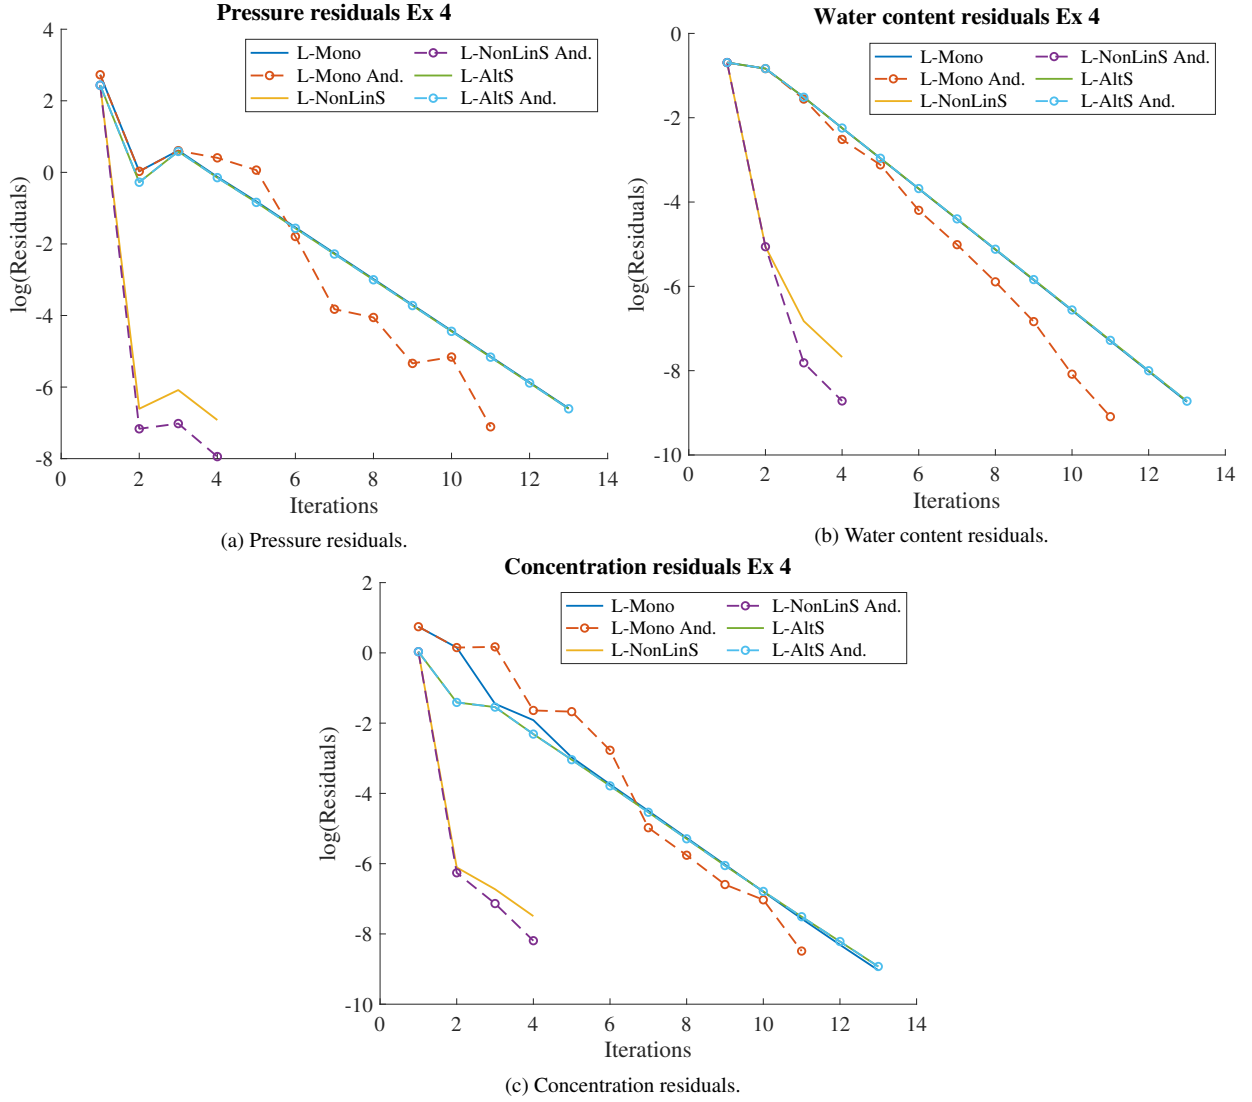 Pressure residuals Ex 4
4
2
0
-2
-4
-6
-8
log(Residuals)
L-Mono
L-Mono And.
L-NonLinS
L-NonLinS And.
L-AltS
L-AltS And.
0 2 4 6 8 10 12 14
Iterations
(a) Pressure residuals.
Water content residuals Ex 4
0
-2
-4
-6
-8
-10
log(Residuals)
L-Mono
L-Mono And.
L-NonLinS
L-NonLinS And.
L-AltS
L-AltS And.
0 2 4 6 8 10 12 14
Iterations
(b) Water content residuals.
Concentration residuals Ex 4
2
0
-2
-4
-6
-8
-10
log(Residuals)
L-Mono
L-Mono And.
L-NonLinS
L-NonLinS And.
L-AltS
L-AltS And.
0 2 4 6 8 10 12 14
Iterations
(c) Concentration residuals.